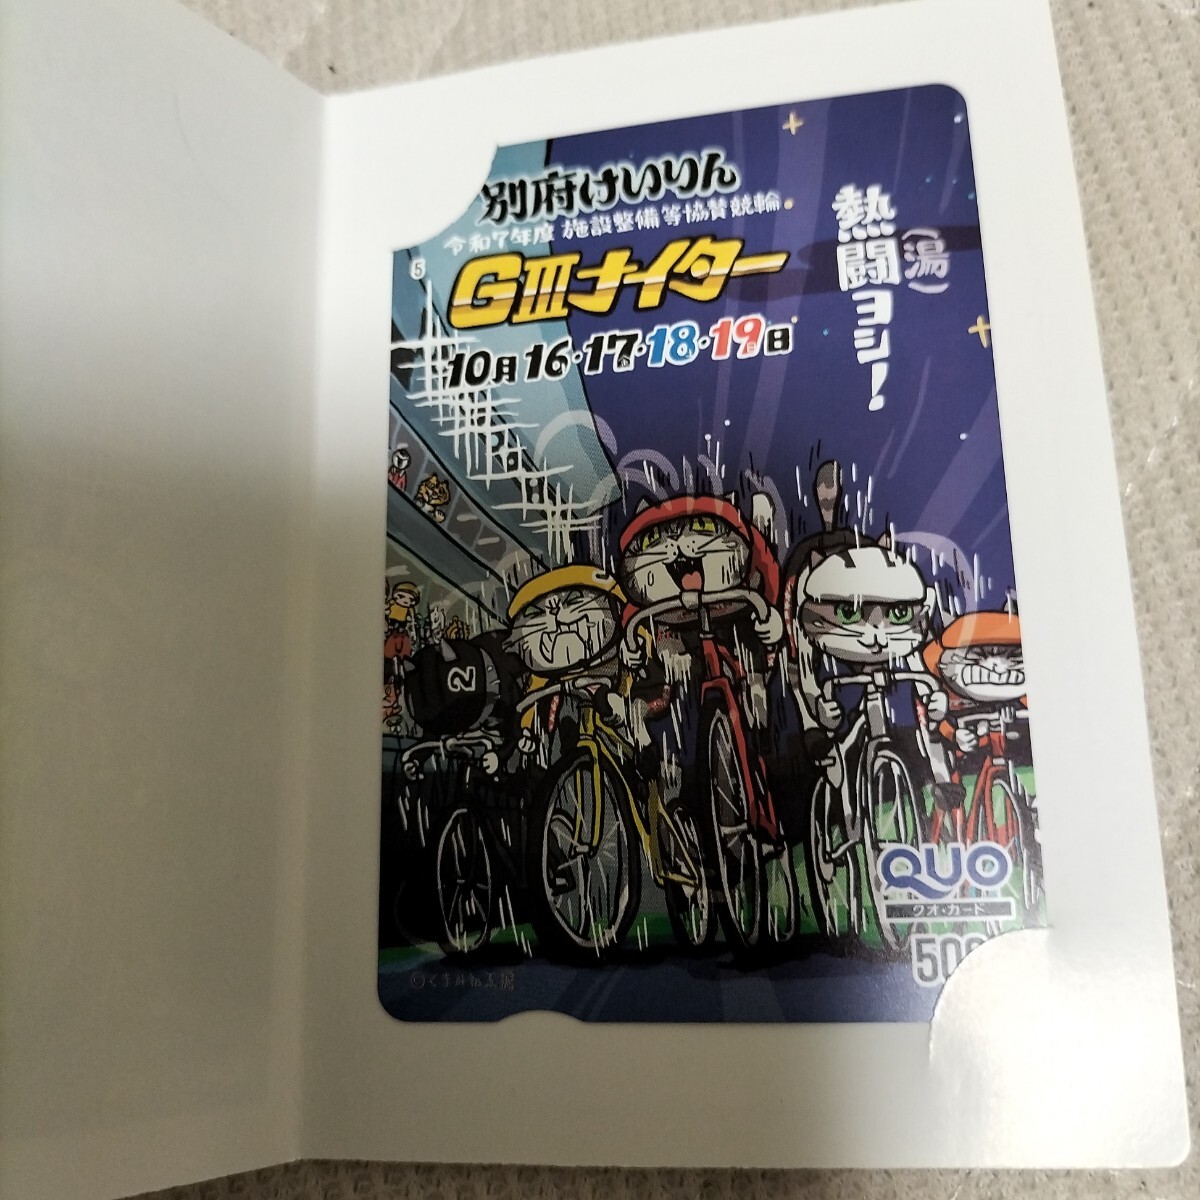 別府けいりん
令和7年度 施設整備等協賛競輪
GⅢナイター
10月16・17・18・19日
熱闘ヨシ!
(湯)
5
2
QUO
クオ・カード
©くまみね工房